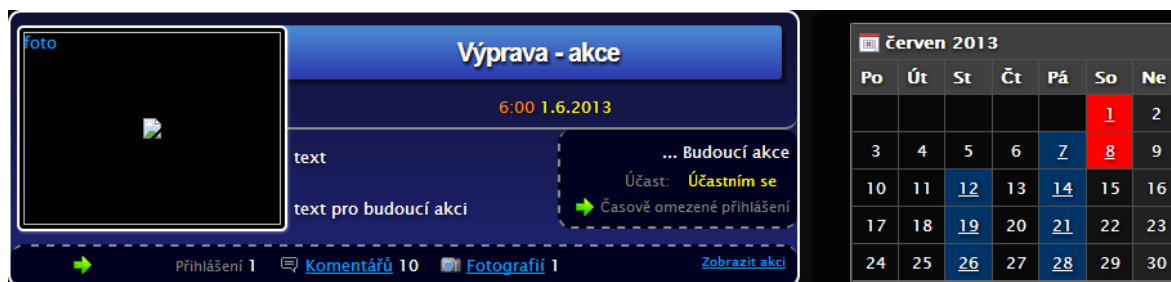 foto
Výprava - akce
6:00 1.6.2013
text
text pro budoucí akci
... Budoucí akce
Účast: Účastním se
Časově omezené přihlášení
Přihlášení 1 Komentářů 10 Fotografií 1 Zobrazit akci
červen 2013
Po Út St Čt Pá So Ne
1 2
3 4 5 6 7 8 9
10 11 12 13 14 15 16
17 18 19 20 21 22 23
24 25 26 27 28 29 30